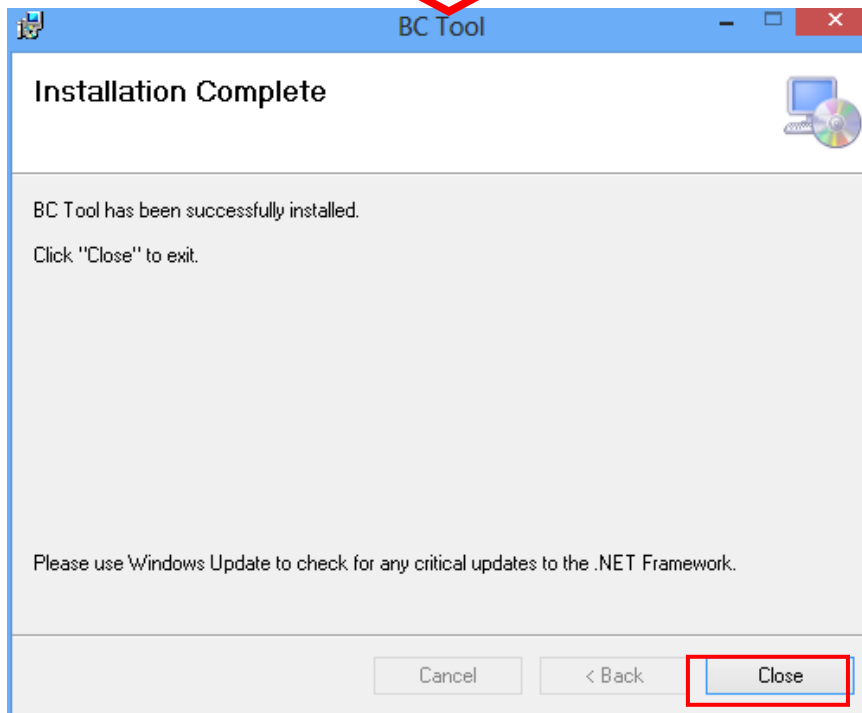 BC Tool
Installation Complete
BC Tool has been successfully installed.
Click "Close" to exit.
Please use Windows Update to check for any critical updates to the .NET Framework.
Cancel
< Back
Close